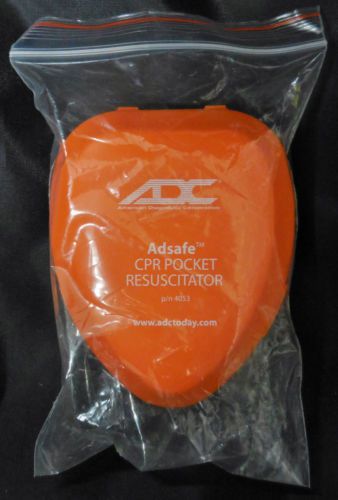 ADC
American Diagnostic Corporation
Adsafe™
CPR POCKET
RESUSCITATOR
p/n 4053
www.adctoday.com